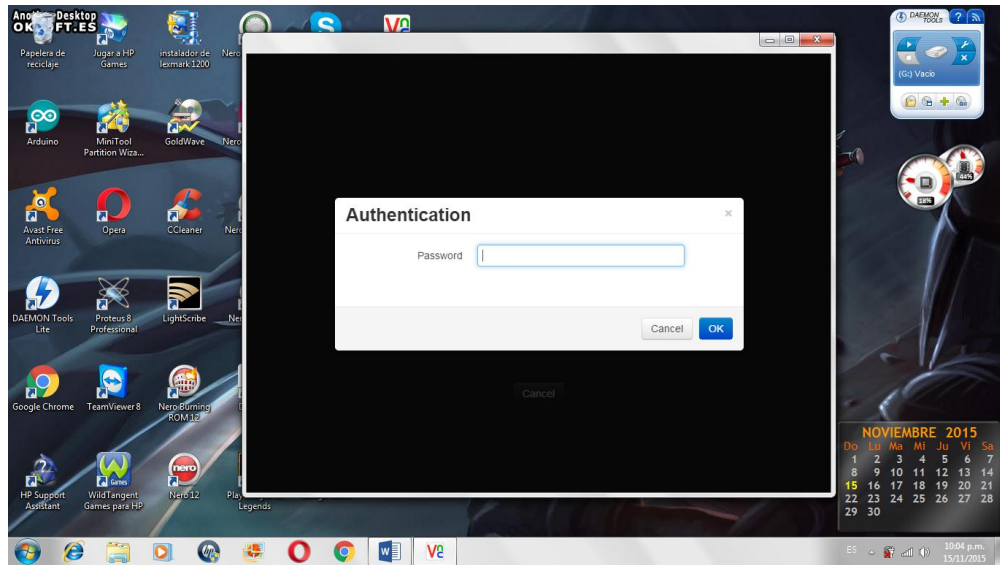 Papelera de
reciclaje
Jugar a HP
Games
instalador de
lexmark 1200
Nero
Arduino
MiniTool
Partition Wiza...
GoldWave
Nero
Avast Free
Antivirus
Opera
CCleaner
DAEMON Tools
Lite
Proteus 8
Professional
LightScribe
Google Chrome
TeamViewer 8
Nero Burning
ROM 12
HP Support
Assistant
WildTangent
Games para HP
Nero 12
Legends
Authentication
×
Password
Cancel
OK
Cancel
DAEMON
TOOLS
?
(G:) Vacío
18%
44%
NOVIEMBRE 2015
Do Lu Ma Mi Ju Vi Sa
1 2 3 4 5 6 7
8 9 10 11 12 13 14
15 16 17 18 19 20 21
22 23 24 25 26 27 28
29 30
ES
10:04 p.m.
15/11/2015